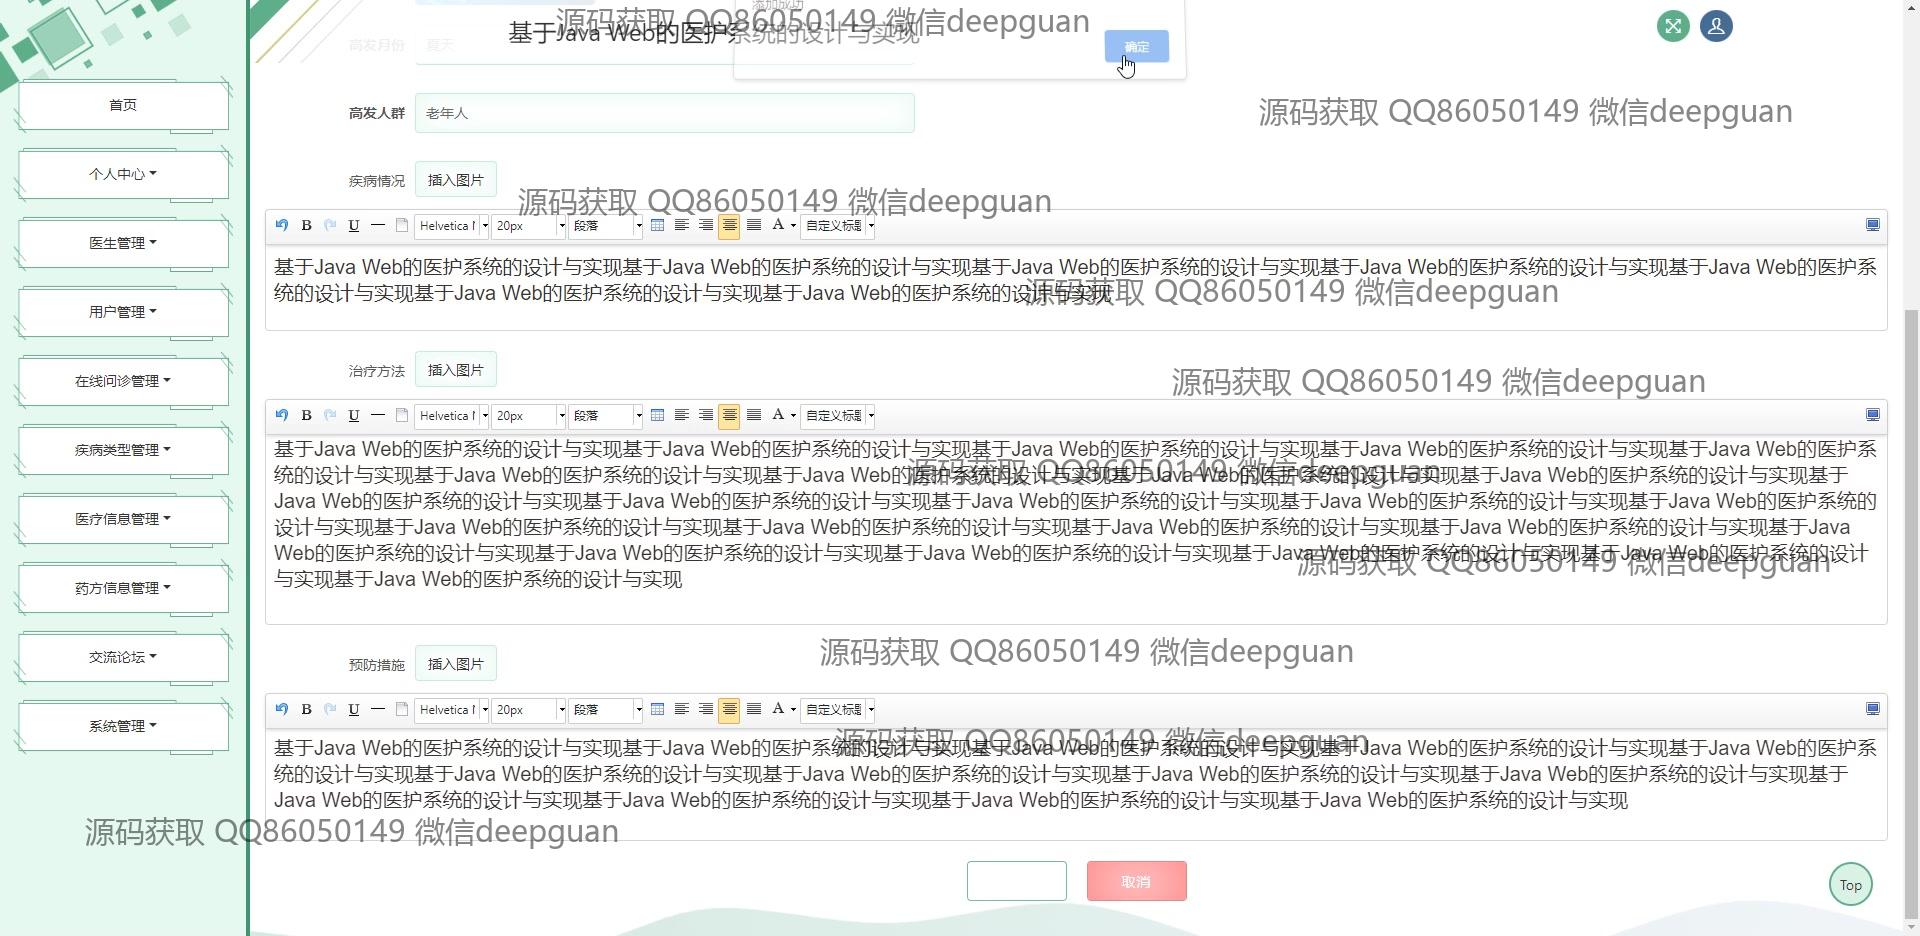 添加成功
源码获取 QQ86050149 微信deepguan
基于Java Web的医护系统的设计与实现
确定
高发月份 夏天
首页
源码获取 QQ86050149 微信deepguan
高发人群 老年人
个人中心
疾病情况 插入图片
源码获取 QQ86050149 微信deepguan
B U Helvetica 20px 段落 A 自定义标题
医生管理
基于Java Web的医护系统的设计与实现基于Java Web的医护系统的设计与实现基于Java Web的医护系统的设计与实现基于Java Web的医护系统的设计与实现基于Java Web的医护系
统的设计与实现基于Java Web的医护系统的设计与实现基于Java Web的医护系统的设计与实现
源码获取 QQ86050149 微信deepguan
用户管理
治疗方法 插入图片
在线问诊管理
源码获取 QQ86050149 微信deepguan
B U Helvetica 20px 段落 A 自定义标题
疾病类型管理
基于Java Web的医护系统的设计与实现基于Java Web的医护系统的设计与实现基于Java Web的医护系统的设计与实现基于Java Web的医护系统的设计与实现基于Java Web的医护系
统的设计与实现基于Java Web的医护系统的设计与实现基于Java Web的医护系统的设计与实现基于Java Web的医护系统的设计与实现基于Java Web的医护系统的设计与实现基于
Java Web的医护系统的设计与实现基于Java Web的医护系统的设计与实现基于Java Web的医护系统的设计与实现基于Java Web的医护系统的设计与实现基于Java Web的医护系统的
设计与实现基于Java Web的医护系统的设计与实现基于Java Web的医护系统的设计与实现基于Java Web的医护系统的设计与实现基于Java Web的医护系统的设计与实现基于Java
Web的医护系统的设计与实现基于Java Web的医护系统的设计与实现基于Java Web的医护系统的设计与实现基于Java Web的医护系统的设计与实现基于Java Web的医护系统的设计
与实现基于Java Web的医护系统的设计与实现
源码获取 QQ86050149 微信deepguan
医疗信息管理
源码获取 QQ86050149 微信deepguan
药方信息管理
源码获取 QQ86050149 微信deepguan
交流论坛
预防措施 插入图片
B U Helvetica 20px 段落 A 自定义标题
系统管理
源码获取 QQ86050149 微信deepguan
基于Java Web的医护系统的设计与实现基于Java Web的医护系统的设计与实现基于Java Web的医护系统的设计与实现基于Java Web的医护系统的设计与实现基于Java Web的医护系
统的设计与实现基于Java Web的医护系统的设计与实现基于Java Web的医护系统的设计与实现基于Java Web的医护系统的设计与实现基于Java Web的医护系统的设计与实现基于
Java Web的医护系统的设计与实现基于Java Web的医护系统的设计与实现基于Java Web的医护系统的设计与实现基于Java Web的医护系统的设计与实现
源码获取 QQ86050149 微信deepguan
取消
Top